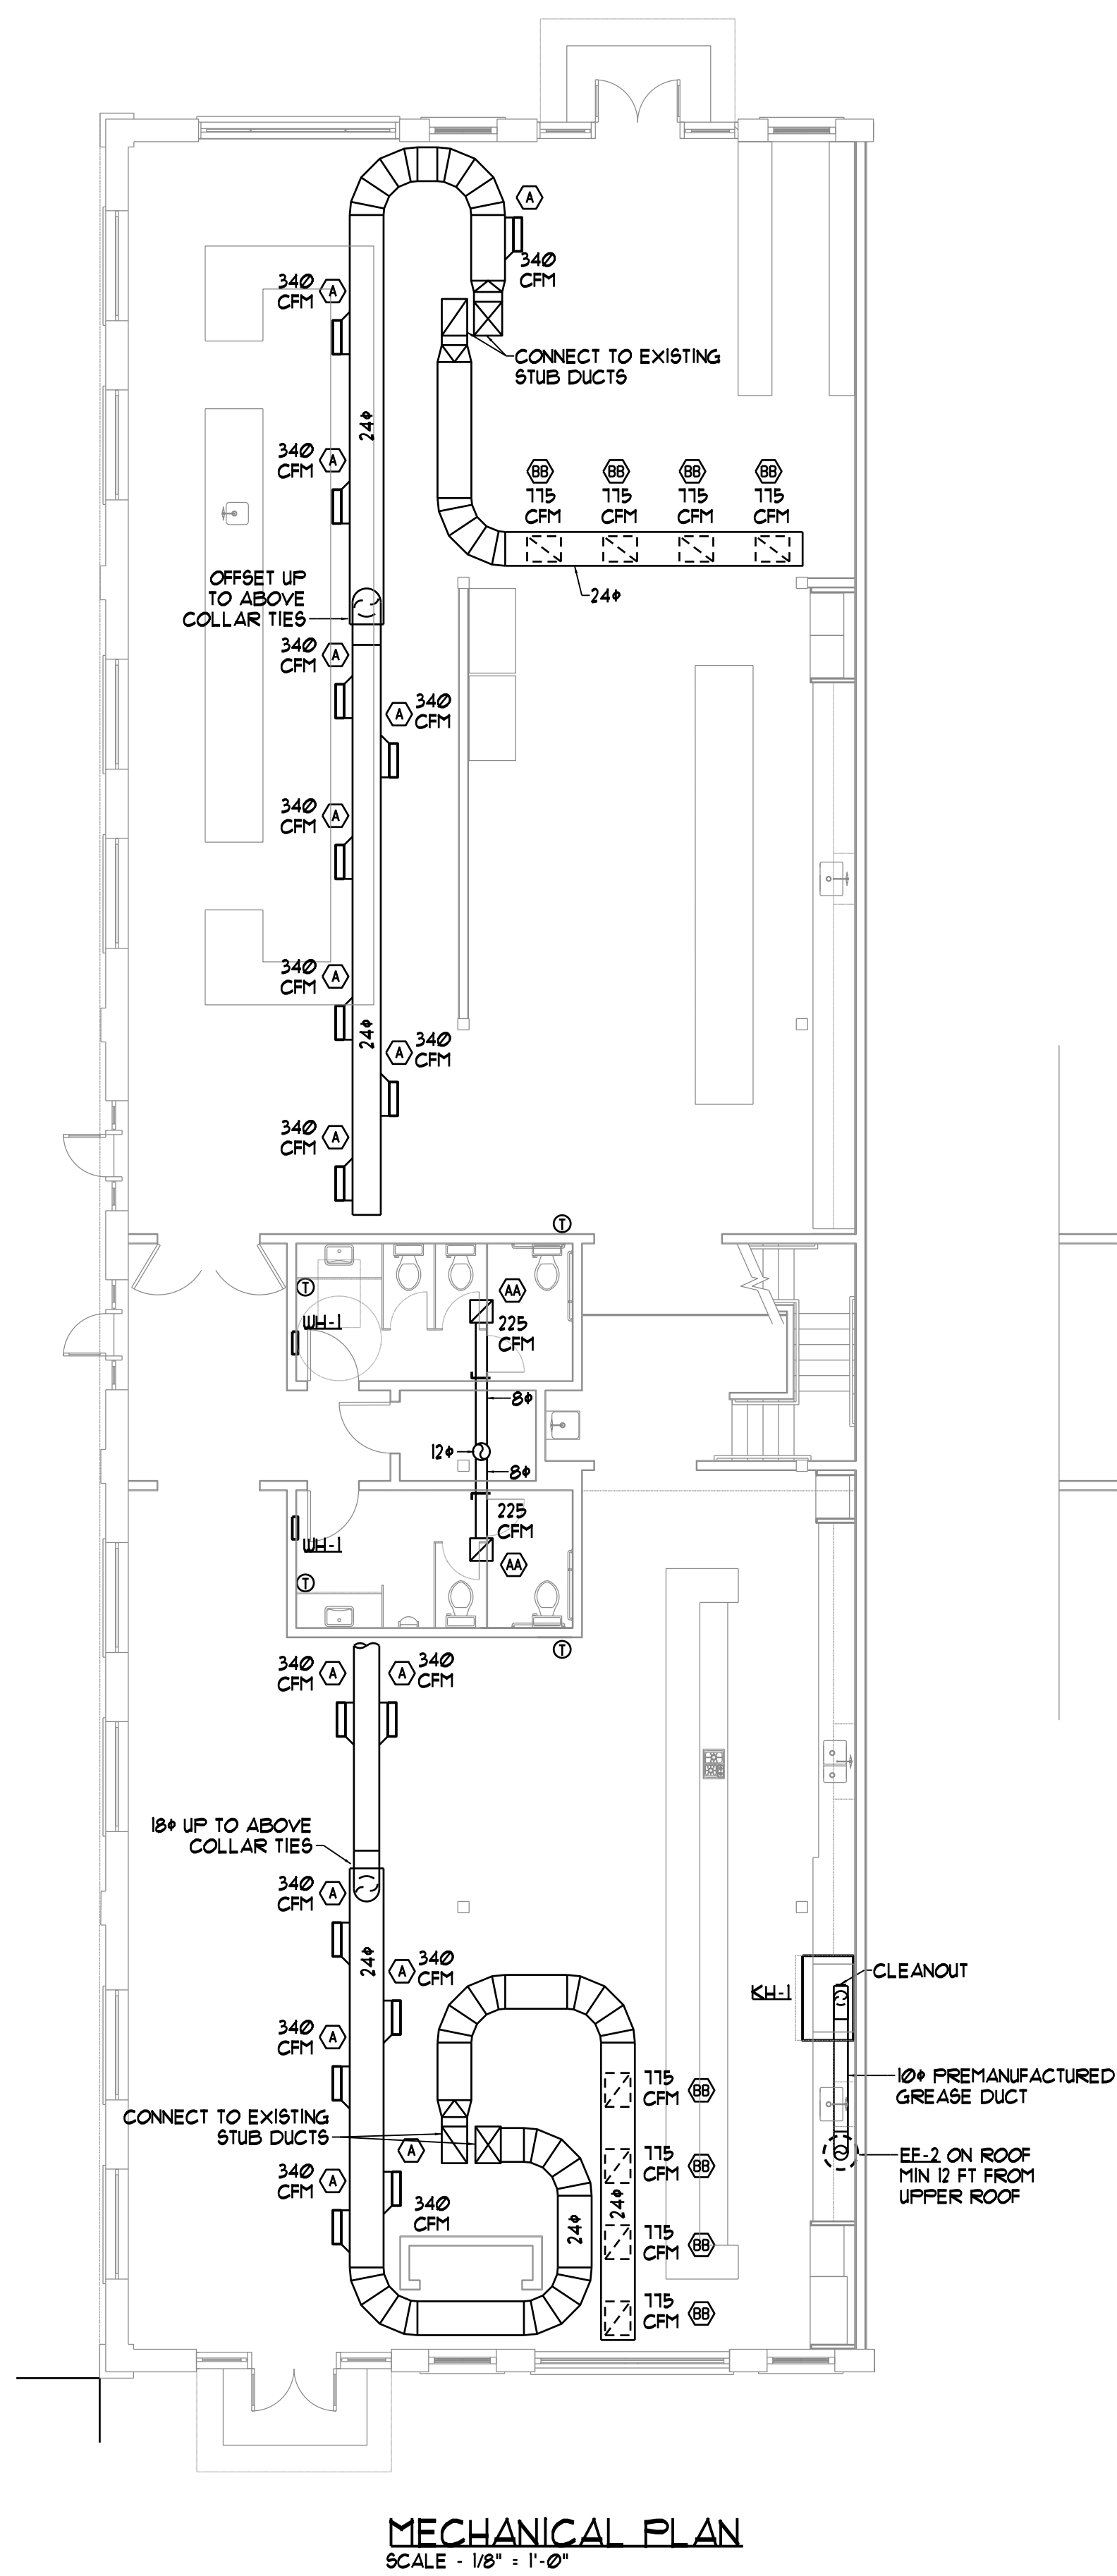 A
340
CFM
340
CFM
A
CONNECT TO EXISTING
STUB DUCTS
24ϕ
340
CFM
A
BB
BB
BB
BB
775
CFM
775
CFM
775
CFM
775
CFM
OFFSET UP
TO ABOVE
COLLAR TIES
24ϕ
340
CFM
A
A
340
CFM
340
CFM
A
340
CFM
A
24ϕ
A
340
CFM
340
CFM
A
T
T
AA
WH-1
225
CFM
8ϕ
12ϕ
8ϕ
225
CFM
WH-1
AA
T
T
340
CFM
A
A
340
CFM
18ϕ UP TO ABOVE
COLLAR TIES
340
CFM
A
24ϕ
A
340
CFM
CLEANOUT
KH-1
340
CFM
A
775
CFM
BB
10ϕ PREMANUFACTURED
GREASE DUCT
CONNECT TO EXISTING
STUB DUCTS
A
775
CFM
BB
EF-2 ON ROOF
MIN 12 FT FROM
UPPER ROOF
340
CFM
A
340
CFM
24ϕ
24ϕ
775
CFM
BB
775
CFM
BB
MECHANICAL PLAN
SCALE - 1/8" = 1'-0"